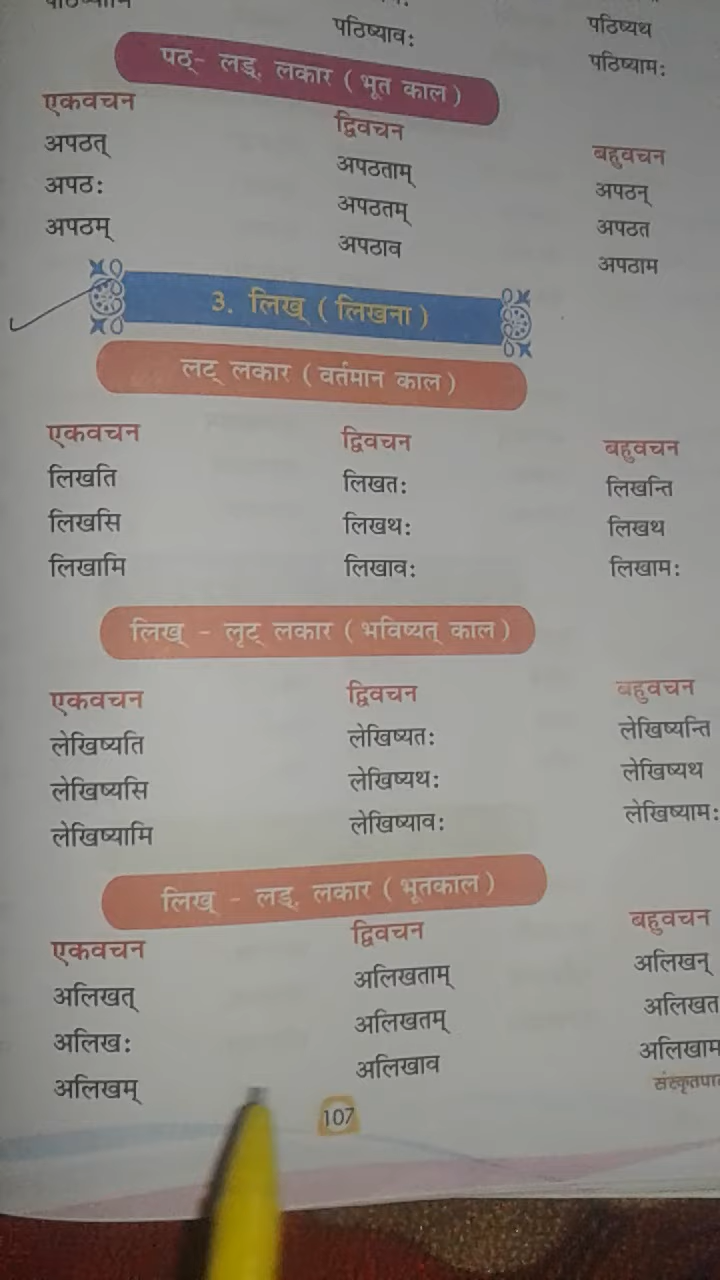 पठिष्यावः पठिष्यथ
पठिष्यामः
पठ्- लङ् लकार ( भूत काल )
एकवचन द्विवचन बहुवचन
अपठत् अपठताम् अपठन्
अपठः अपठतम् अपठत
अपठम् अपठाव अपठाम
3. लिख् ( लिखना )
लट् लकार ( वर्तमान काल )
एकवचन द्विवचन बहुवचन
लिखति लिखतः लिखन्ति
लिखसि लिखथः लिखथ
लिखामि लिखावः लिखामः
लिख् - लृट् लकार ( भविष्यत् काल )
एकवचन द्विवचन बहुवचन
लेखिष्यति लेखिष्यतः लेखिष्यन्ति
लेखिष्यसि लेखिष्यथः लेखिष्यथ
लेखिष्यामि लेखिष्यावः लेखिष्यामः
लिख् - लङ् लकार ( भूतकाल )
एकवचन द्विवचन बहुवचन
अलिखत् अलिखताम् अलिखन्
अलिखः अलिखतम् अलिखत
अलिखम् अलिखाव अलिखाम
107